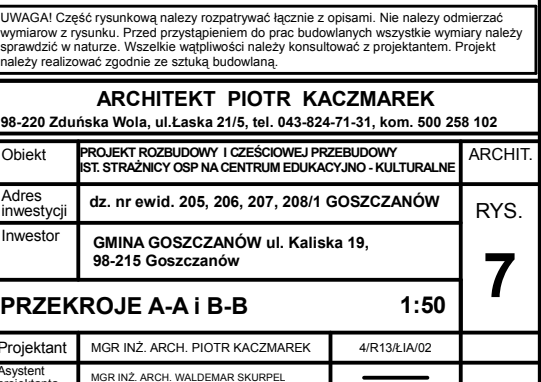 UWAGA! Część rysunkową nalezy rozpatrywać łącznie z opisami. Nie nalezy odmierzać
wymiarow z rysunku. Przed przystąpieniem do prac budowlanych wszystkie wymiary należy
sprawdzić w naturze. Wszelkie wątpliwości należy konsultować z projektantem. Projekt
należy realizować zgodnie ze sztuką budowlaną.
ARCHITEKT PIOTR KACZMAREK
98-220 Zduńska Wola, ul.Łaska 21/5, tel. 043-824-71-31, kom. 500 258 102
Obiekt
PROJEKT ROZBUDOWY I CZEŚCIOWEJ PRZEBUDOWY
IST. STRAŻNICY OSP NA CENTRUM EDUKACYJNO - KULTURALNE
ARCHIT.
Adres
inwestycji
dz. nr ewid. 205, 206, 207, 208/1 GOSZCZANÓW
RYS.
7
Inwestor
GMINA GOSZCZANÓW ul. Kaliska 19,
98-215 Goszczanów
PRZEKROJE A-A i B-B 1:50
Projektant
MGR INŻ. ARCH. PIOTR KACZMAREK
4/R13/ŁIA/02
Asystent
projektanta
MGR INŻ. ARCH. WALDEMAR SKURPEL